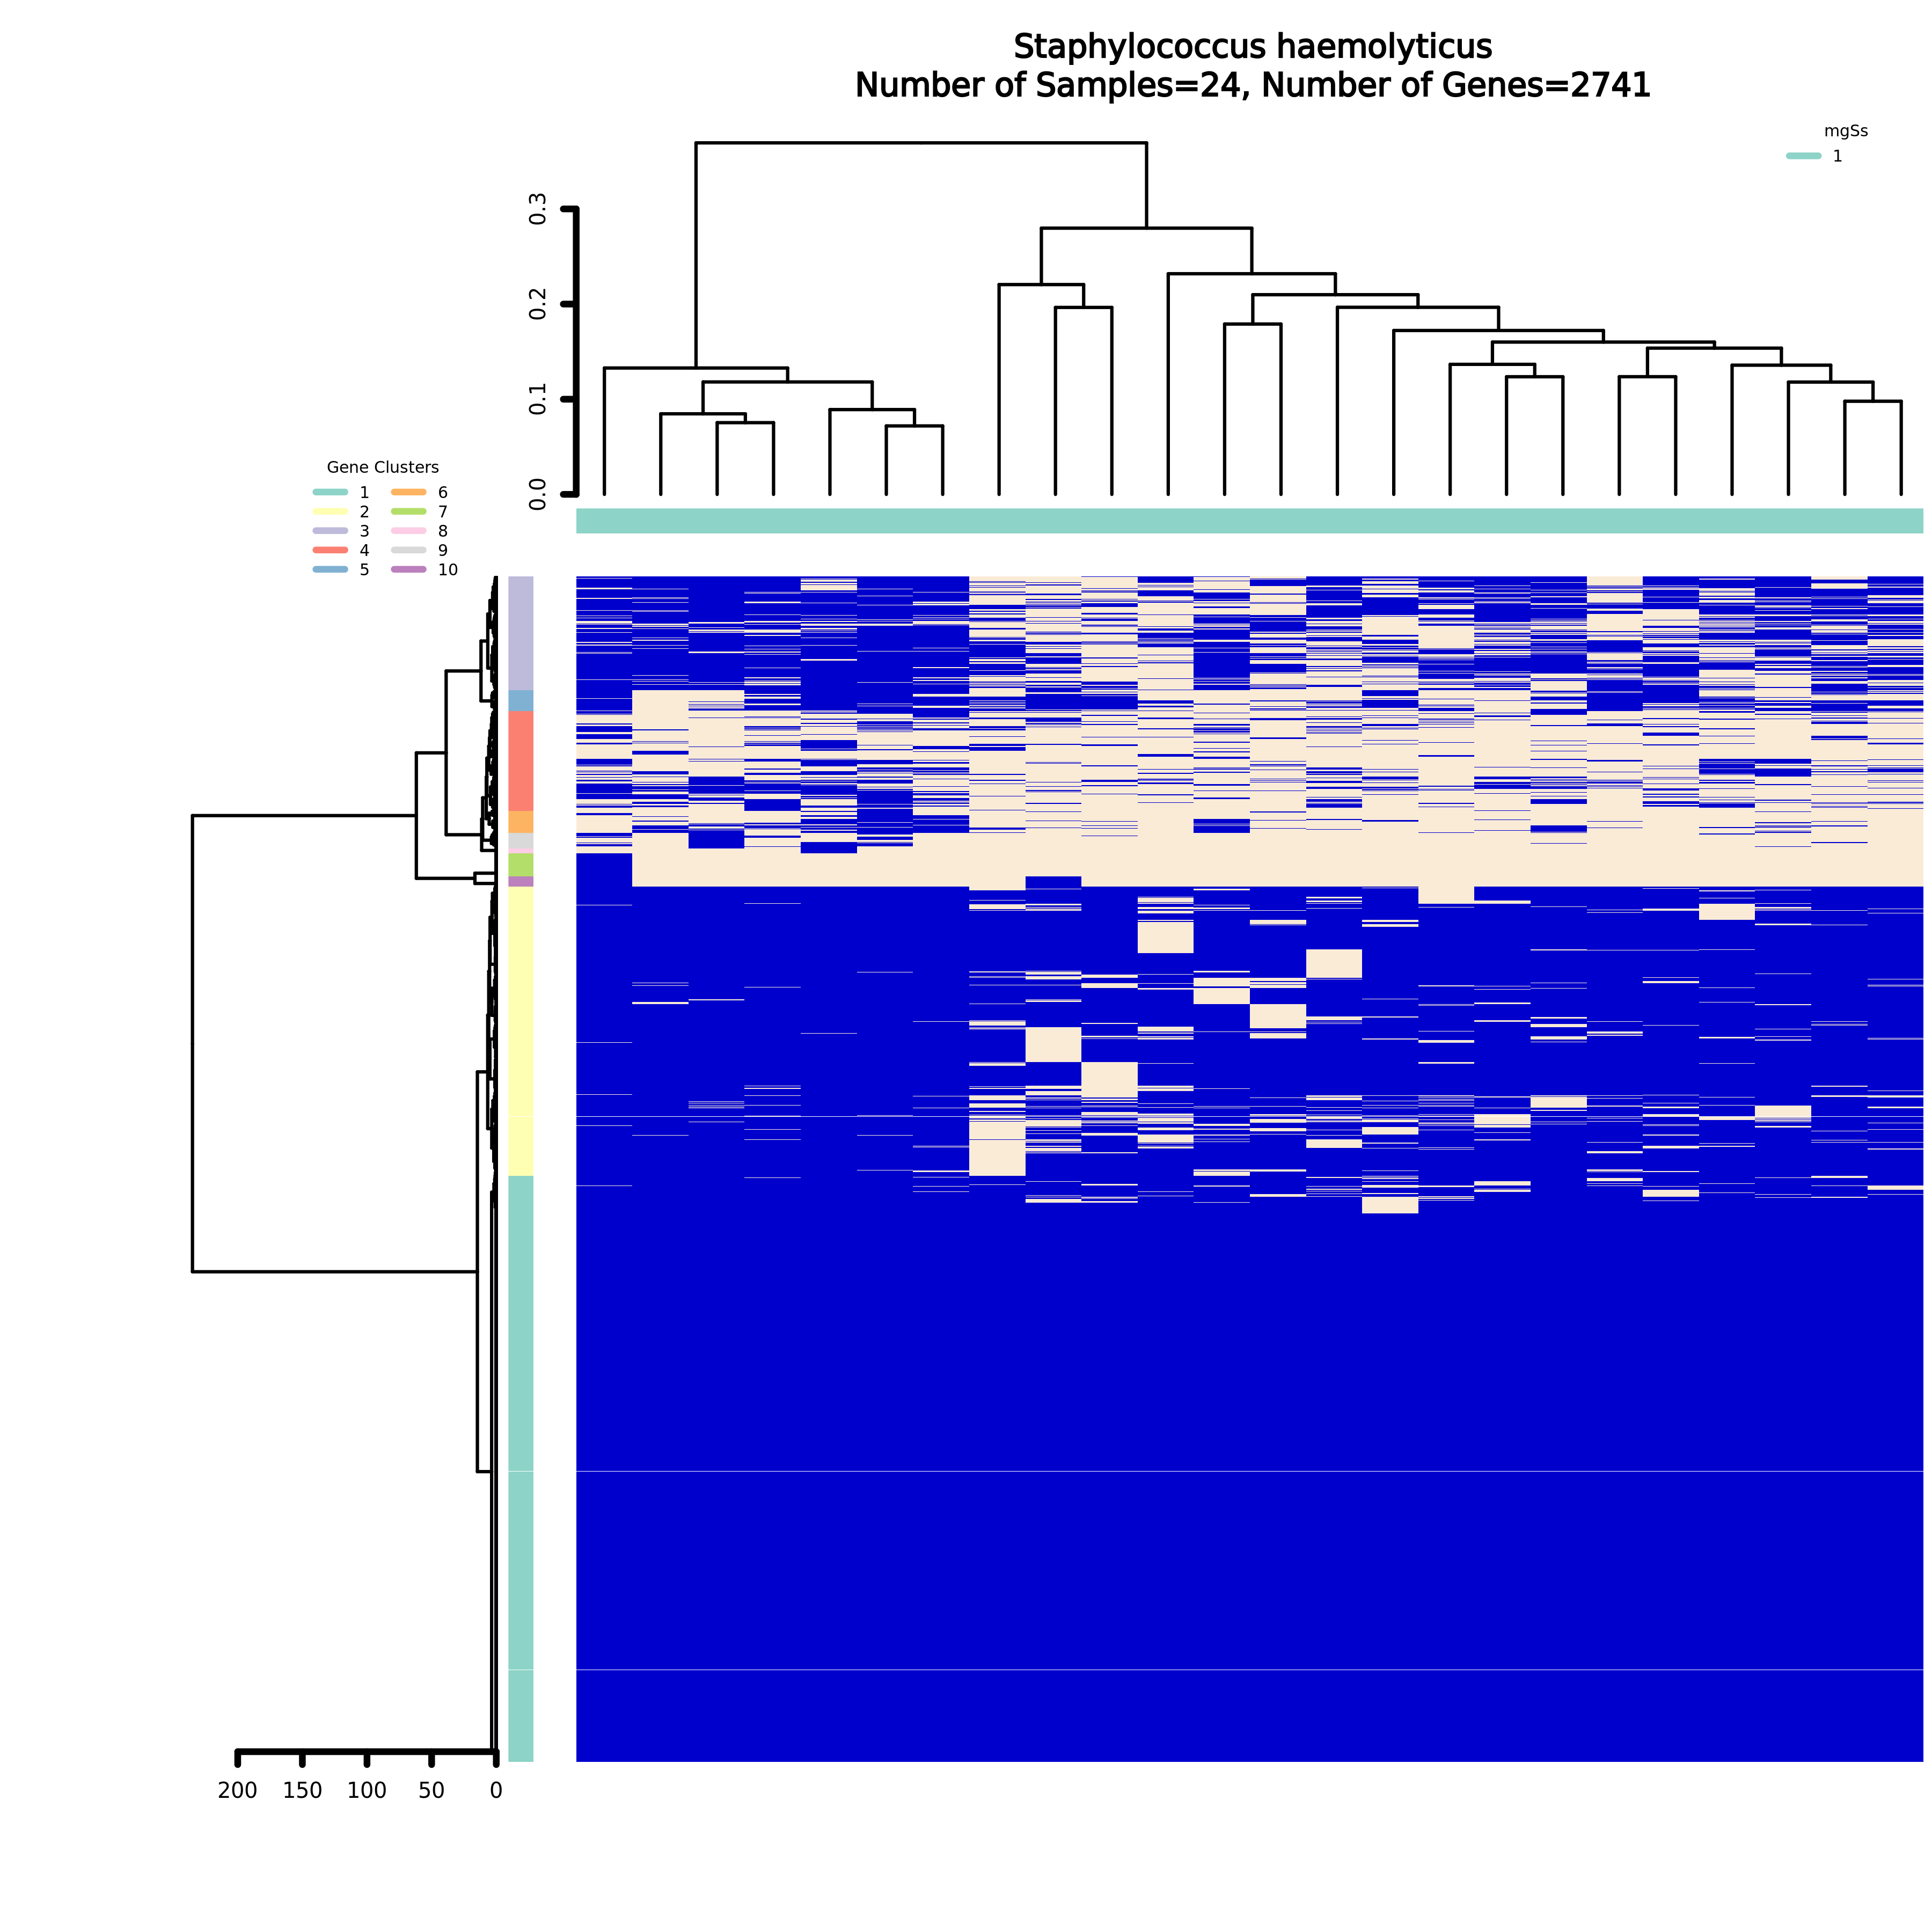 Staphylococcus haemolyticus
Number of Samples=24, Number of Genes=2741
mgSs
1
0.3
0.2
0.1
0.0
Gene Clusters
1 6
2 7
3 8
4 9
5 10
200 150 100 50 0